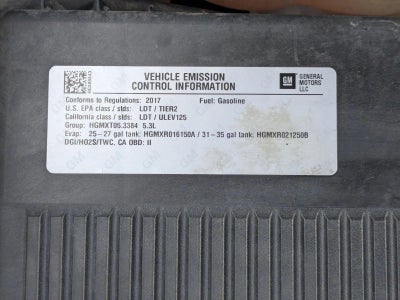 VEHICLE EMISSION
CONTROL INFORMATION
GM
GENERAL
MOTORS
LLC
Conforms to Regulations: 2017 Fuel: Gasoline
U.S. EPA class / stds: LDT / TIER2
California class / stds: LDT / ULEV125
Group: HGMXT05.3384 5.3L
Evap: 25-27 gal tank: HGMXR016150A / 31-35 gal tank: HGMXR021250B
DGI/HO2S/TWC, CA OBD: II